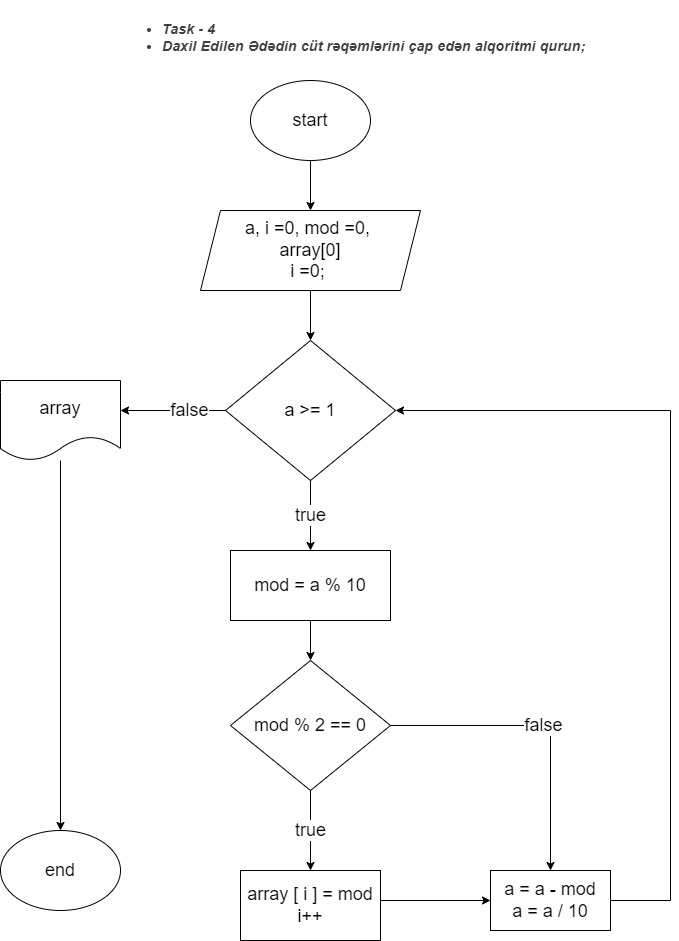 Task - 4
Daxil Edilen Ədədin cüt rəqəmlərini çap edən alqoritmi qurun;
start
a, i =0, mod =0,
array[0]
i =0;
array
false
a >= 1
true
mod = a % 10
mod % 2 == 0
false
true
end
array [ i ] = mod
i++
a = a - mod
a = a / 10